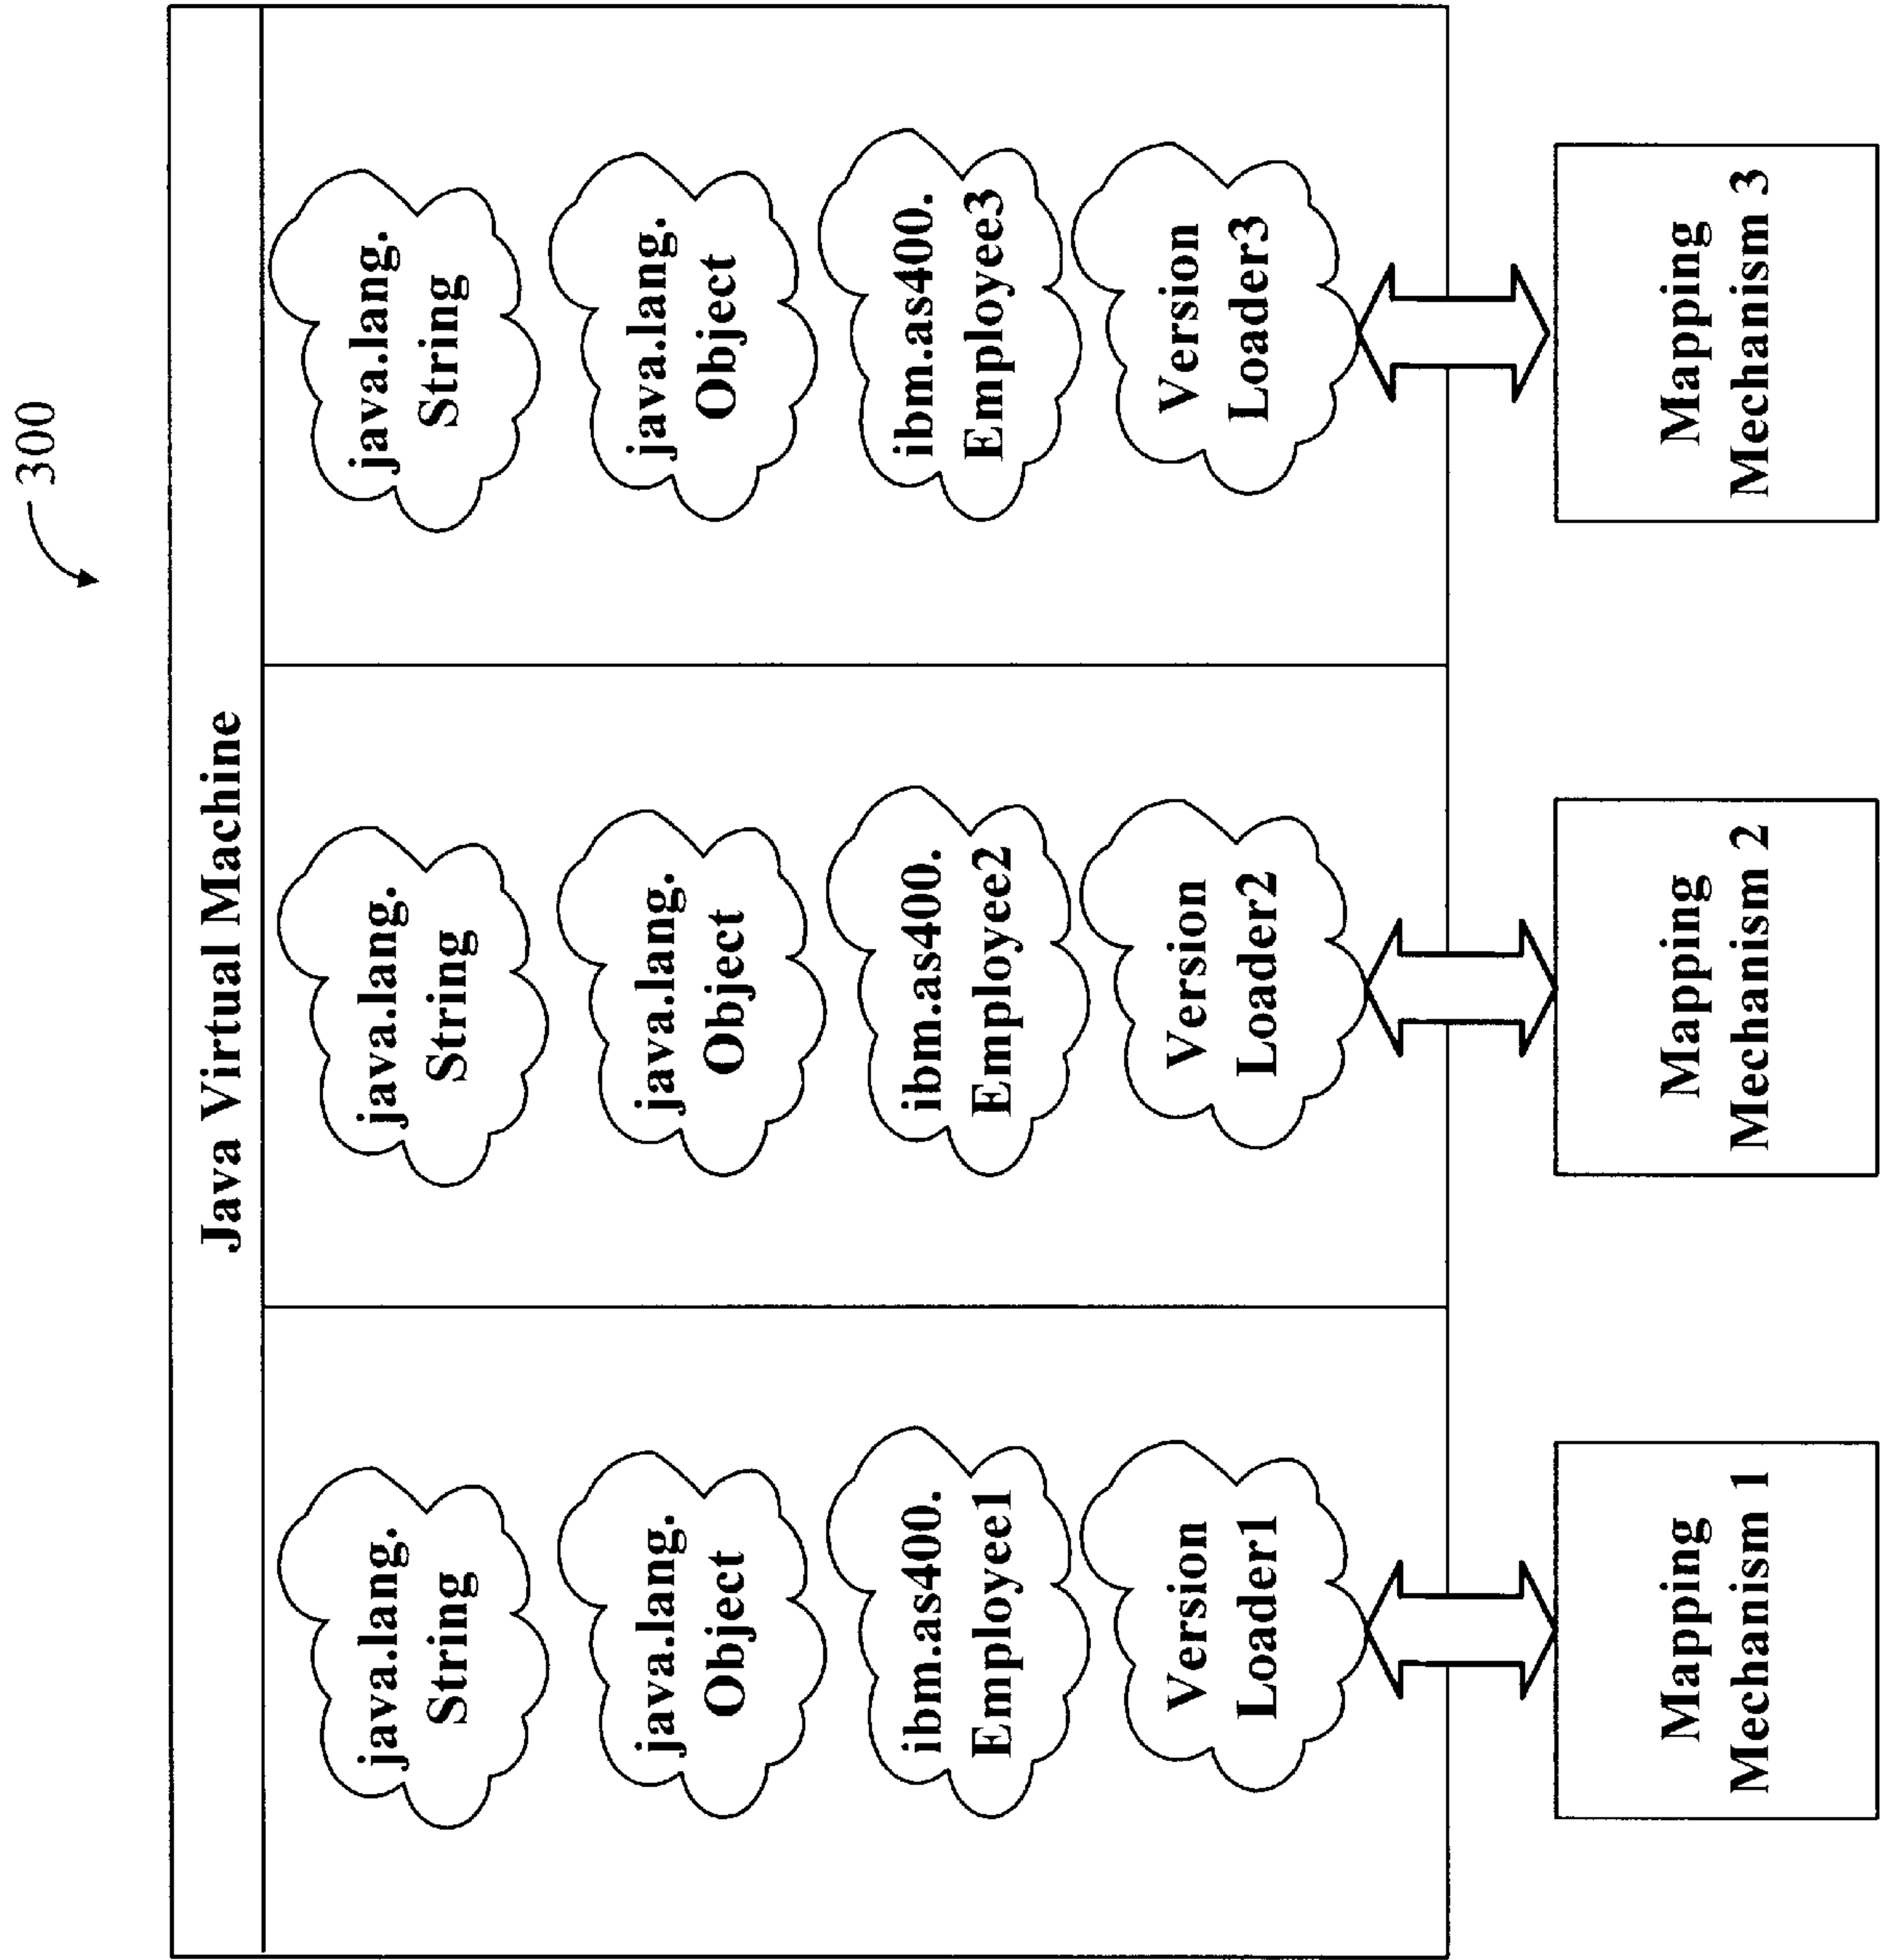 300
Java Virtual Machine
java.lang.
String
java.lang.
Object
ibm.as400.
Employee1
Version
Loader1
Mapping
Mechanism 1
java.lang.
String
java.lang.
Object
ibm.as400.
Employee2
Version
Loader2
Mapping
Mechanism 2
java.lang.
String
java.lang.
Object
ibm.as400.
Employee3
Version
Loader3
Mapping
Mechanism 3